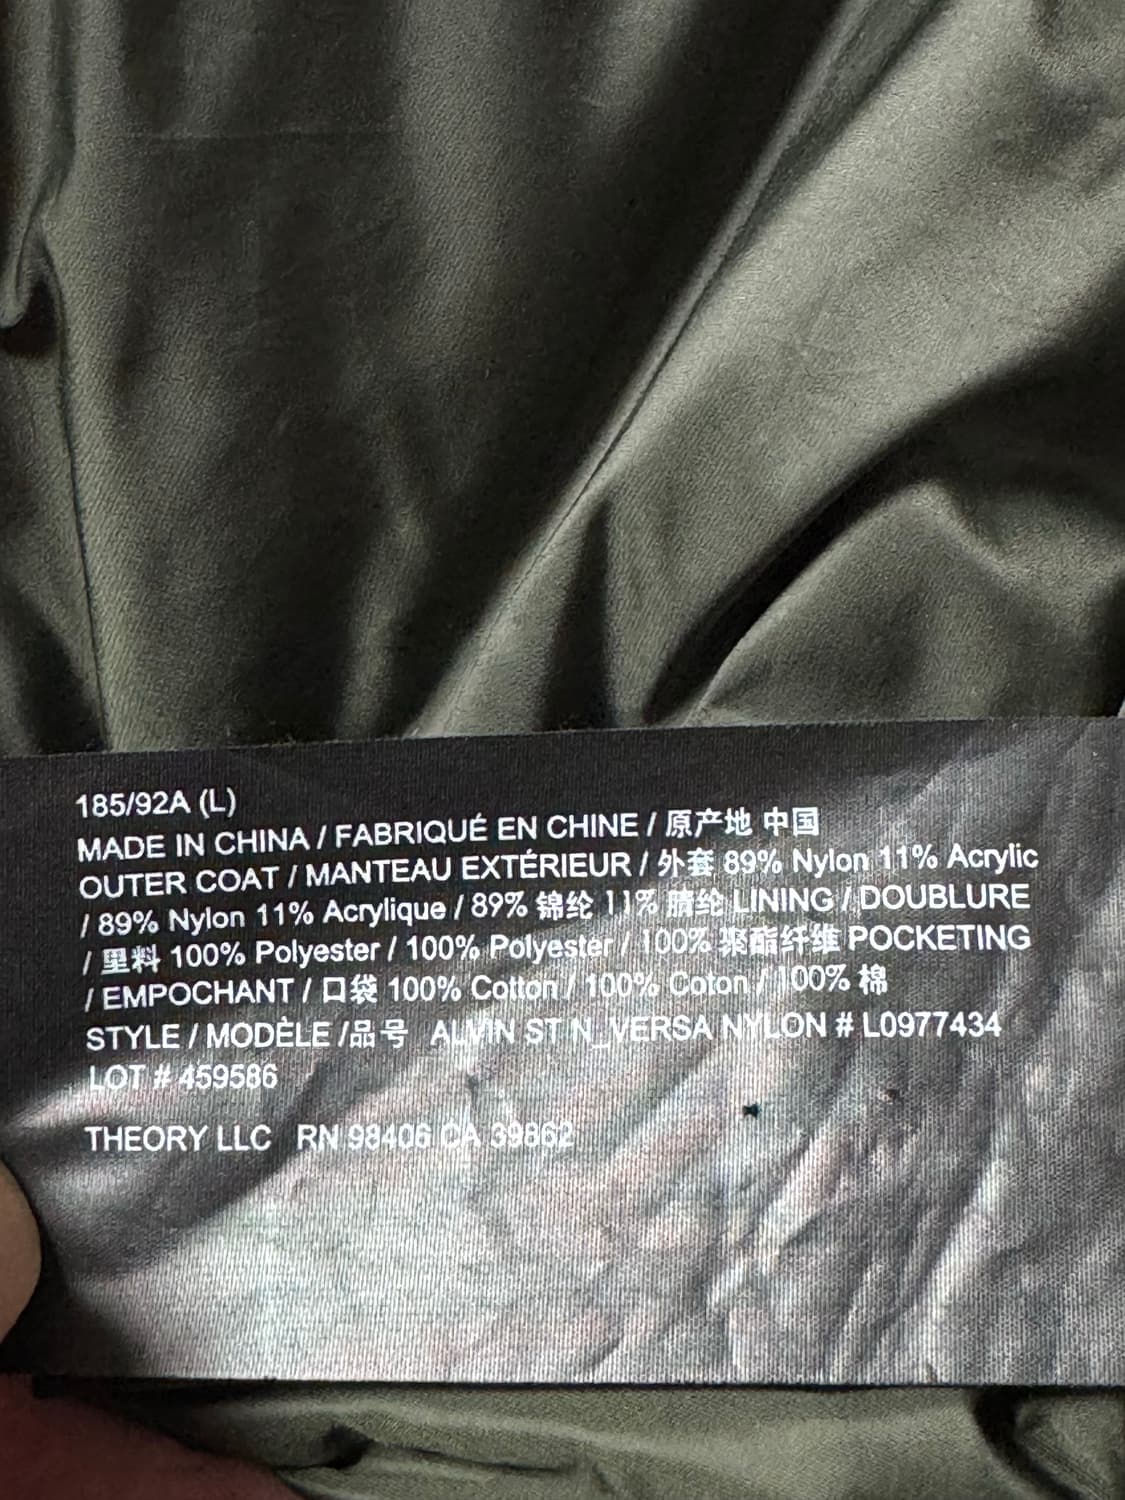 185/92A (L)
MADE IN CHINA / FABRIQUÉ EN CHINE / 原产地 中国
OUTER COAT / MANTEAU EXTÉRIEUR / 外套 89% Nylon 11% Acrylic
/ 89% Nylon 11% Acrylique / 89% 锦纶 11% 腈纶 LINING / DOUBLURE
/ 里料 100% Polyester / 100% Polyester / 100% 聚酯纤维 POCKETING
/ EMPOCHANT / 口袋 100% Cotton / 100% Coton / 100% 棉
STYLE / MODÈLE /品号 ALVIN ST N_VERSA NYLON # L0977434
LOT # 459586
THEORY LLC RN 98406 CA 39862